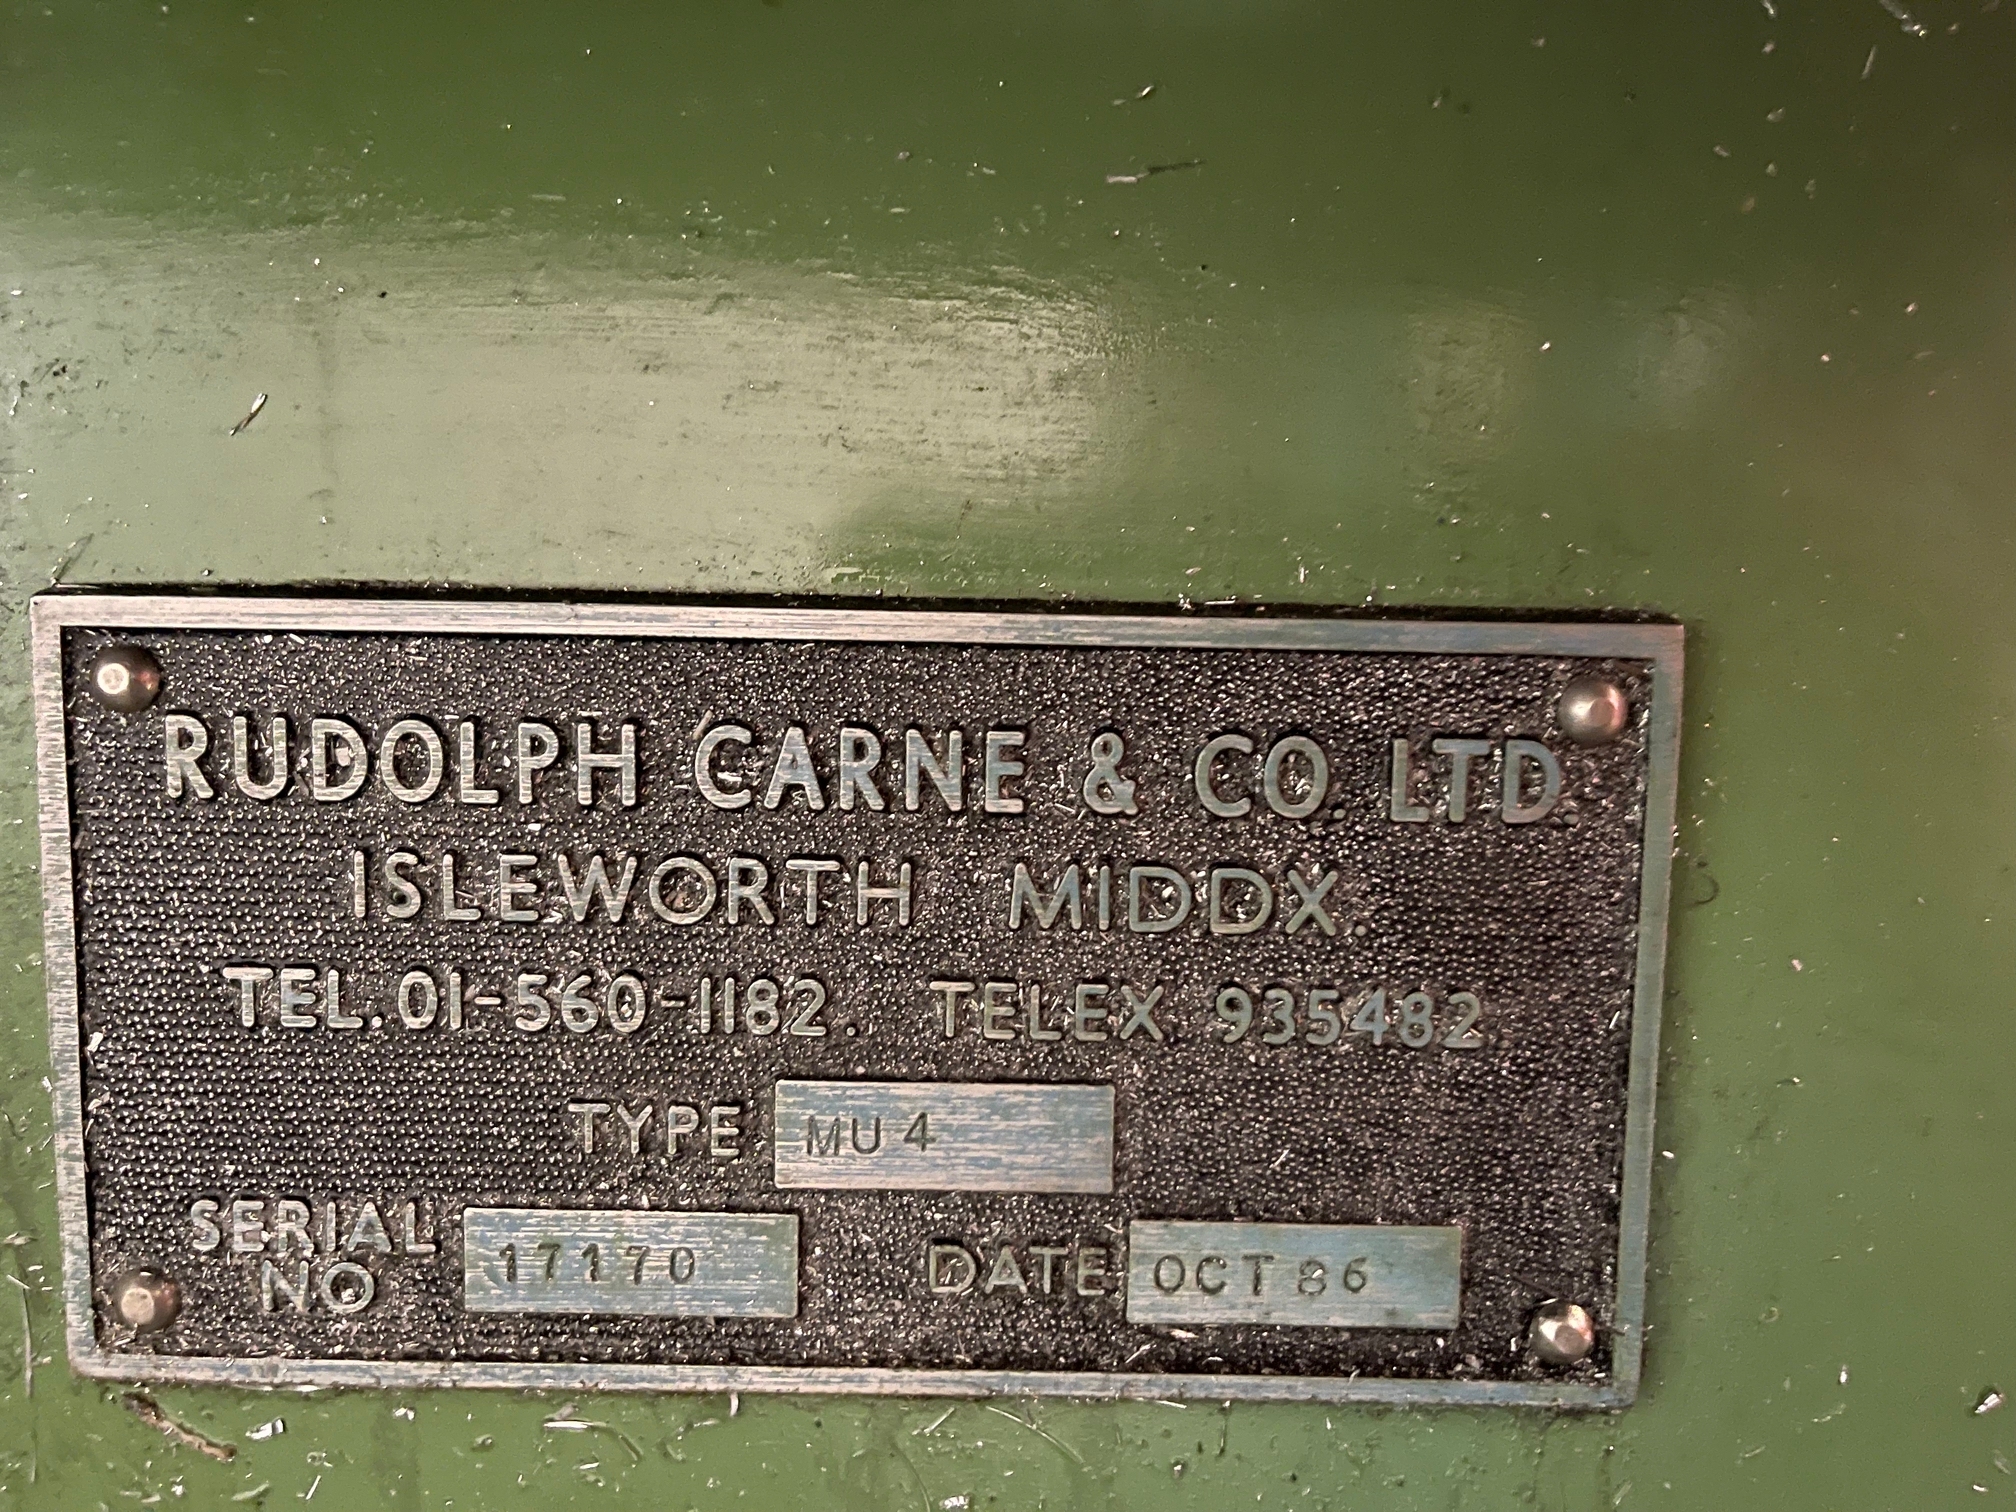 RUDOLPH CARNE & CO. LTD.
ISLEWORTH MIDDX.
TEL. 01-560-1182. TELEX 935482
TYPE MU 4
SERIAL NO 17170 DATE OCT 86